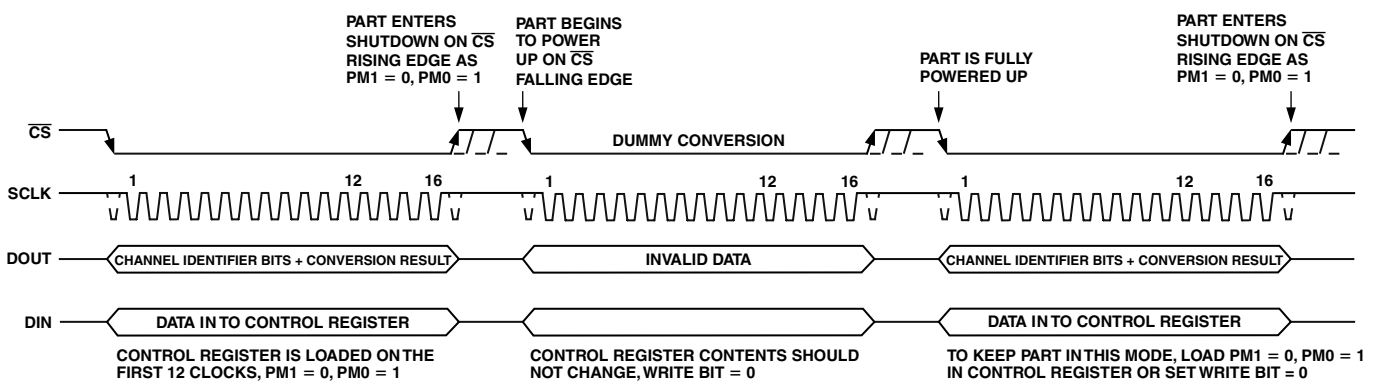 PART ENTERS
SHUTDOWN ON CS
RISING EDGE AS
PM1 = 0, PM0 = 1
PART BEGINS
TO POWER
UP ON CS
FALLING EDGE
PART IS FULLY
POWERED UP
PART ENTERS
SHUTDOWN ON CS
RISING EDGE AS
PM1 = 0, PM0 = 1
CS
DUMMY CONVERSION
SCLK
1 12 16 1 12 16 1 12 16
DOUT
CHANNEL IDENTIFIER BITS + CONVERSION RESULT
INVALID DATA
CHANNEL IDENTIFIER BITS + CONVERSION RESULT
DIN
DATA IN TO CONTROL REGISTER
DATA IN TO CONTROL REGISTER
CONTROL REGISTER IS LOADED ON THE
FIRST 12 CLOCKS, PM1 = 0, PM0 = 1
CONTROL REGISTER CONTENTS SHOULD
NOT CHANGE, WRITE BIT = 0
TO KEEP PART IN THIS MODE, LOAD PM1 = 0, PM0 = 1
IN CONTROL REGISTER OR SET WRITE BIT = 0